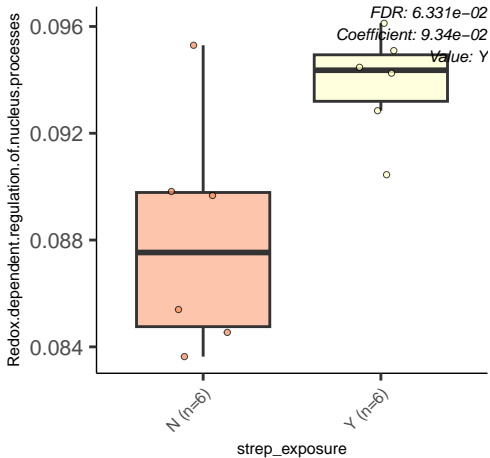 FDR: 6.331e−02
Coefficient: 9.34e−02
Value: Y
Redox.dependent.regulation.of.nucleus.processes
0.096
0.092
0.088
0.084
N (n=6)
Y (n=6)
strep_exposure